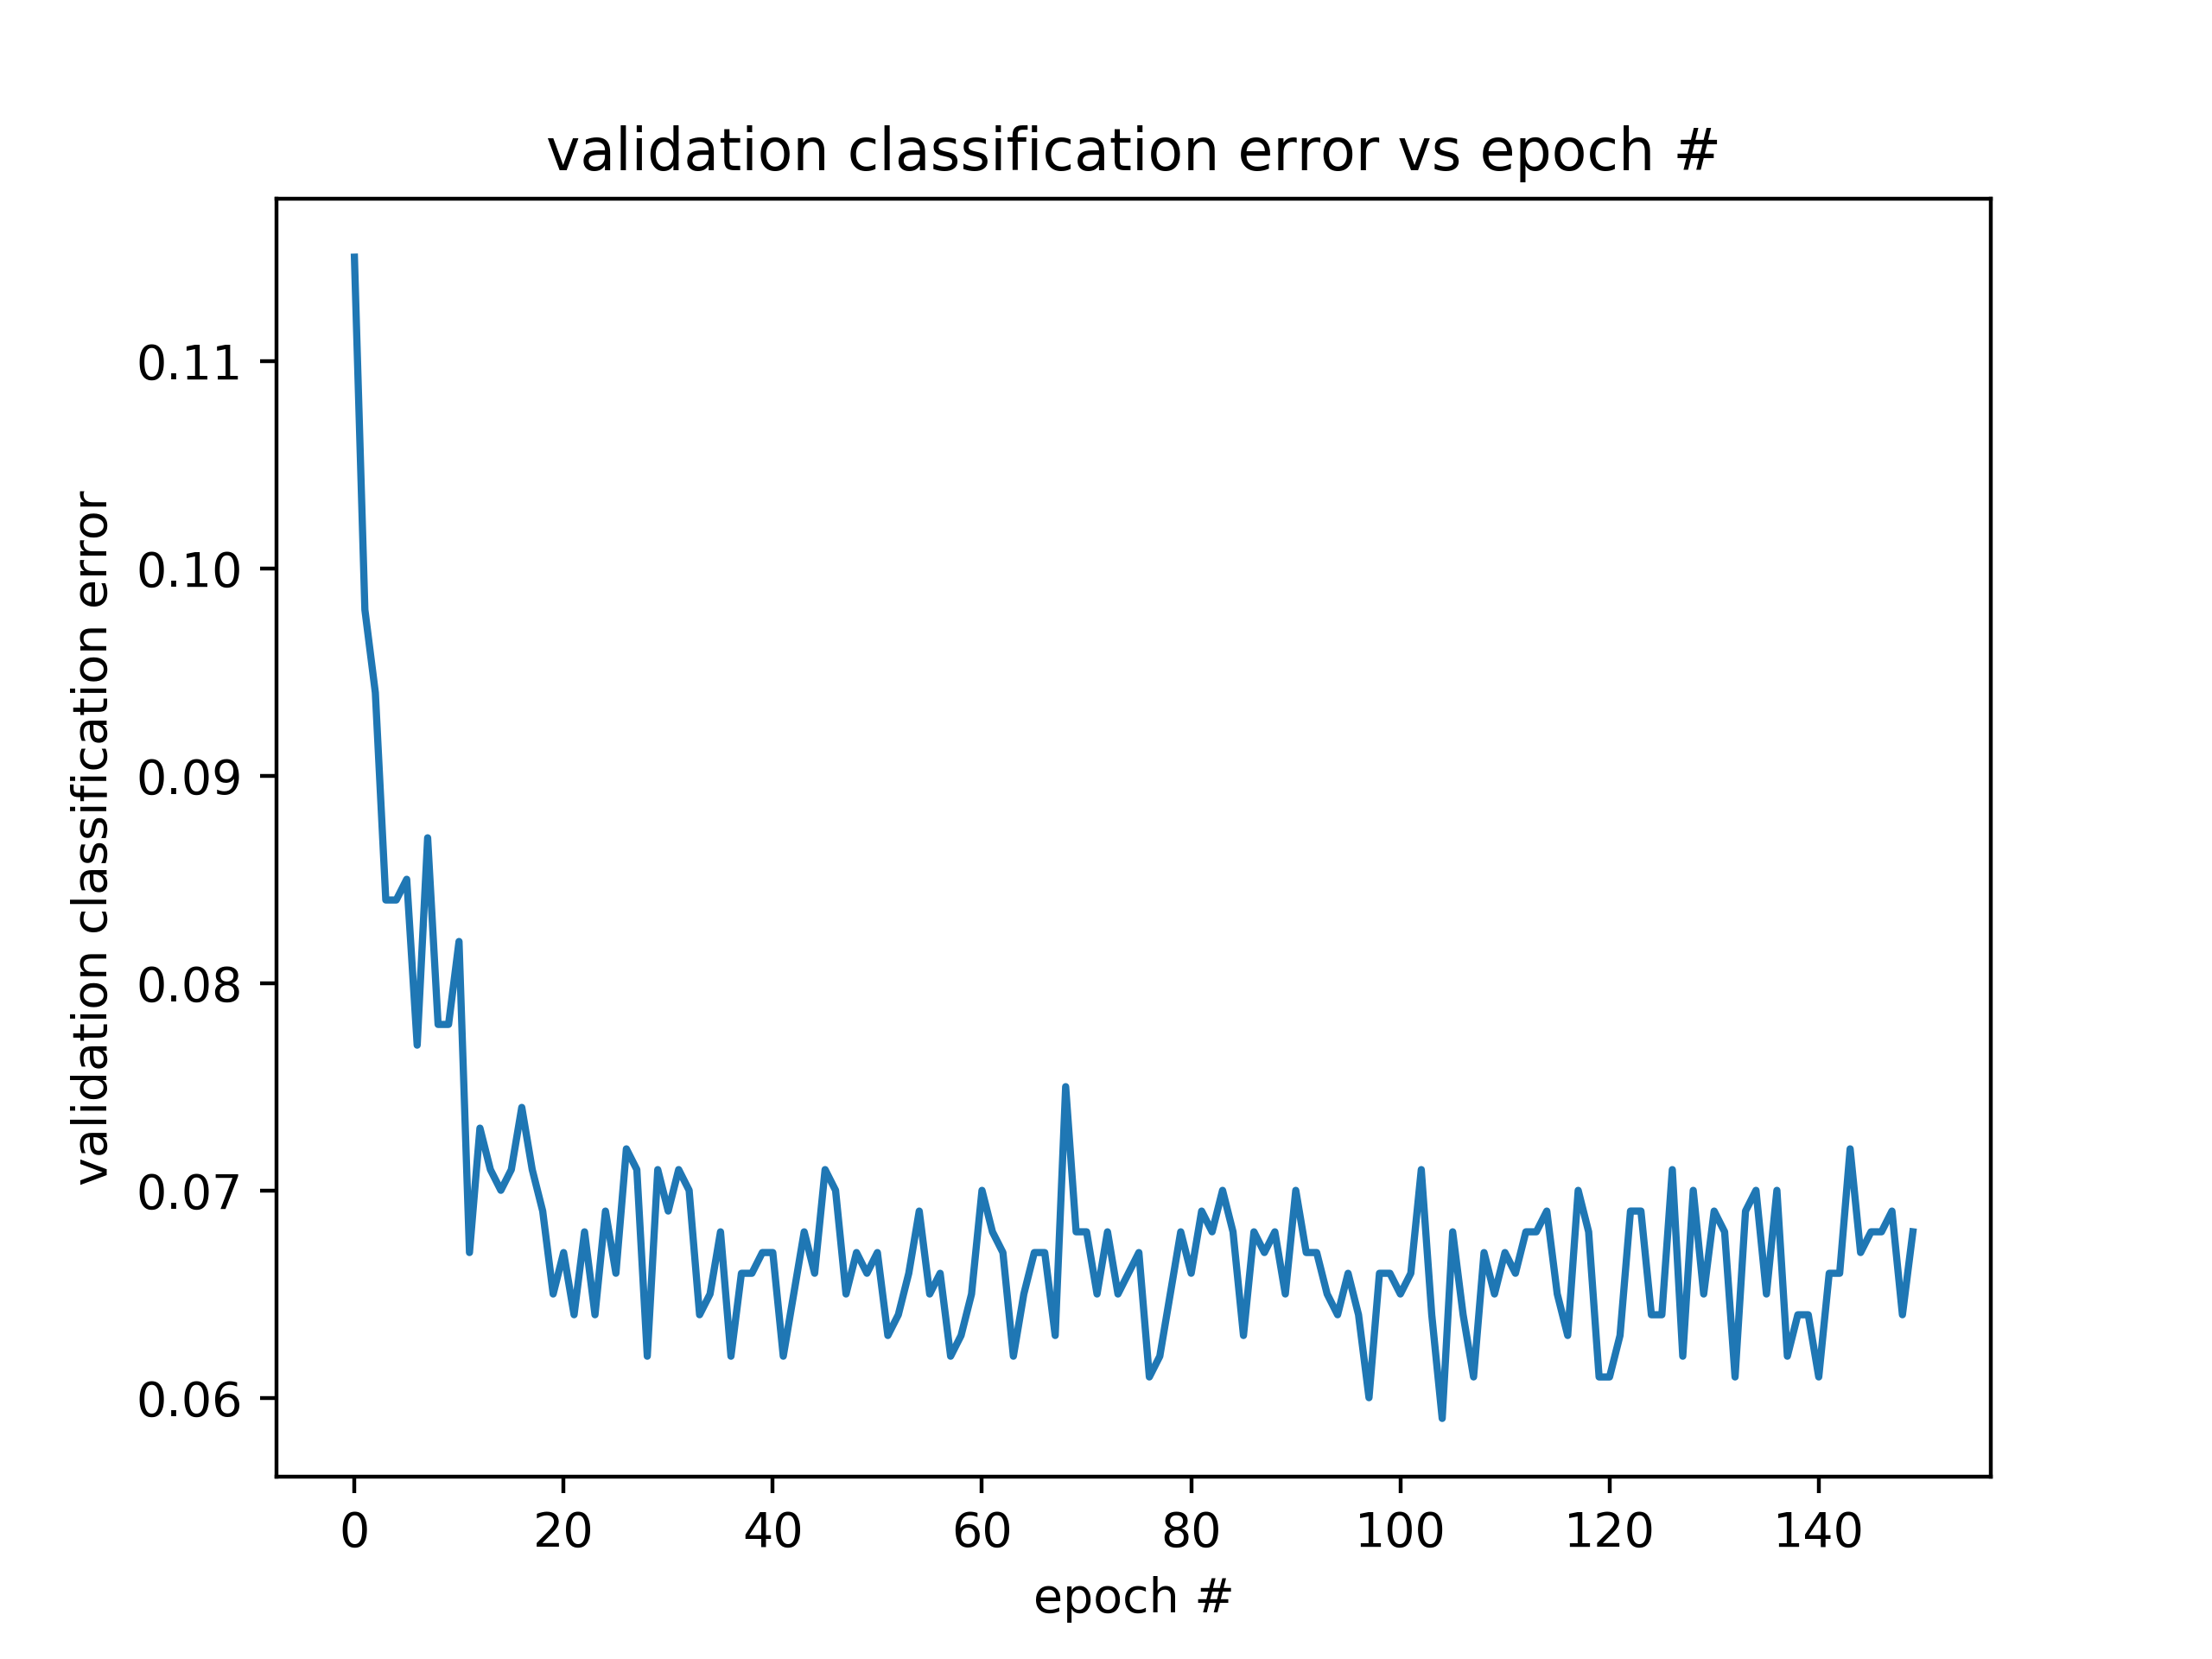 validation classification error vs epoch #
validation classification error
0.11
0.10
0.09
0.08
0.07
0.06
0 20 40 60 80 100 120 140
epoch #